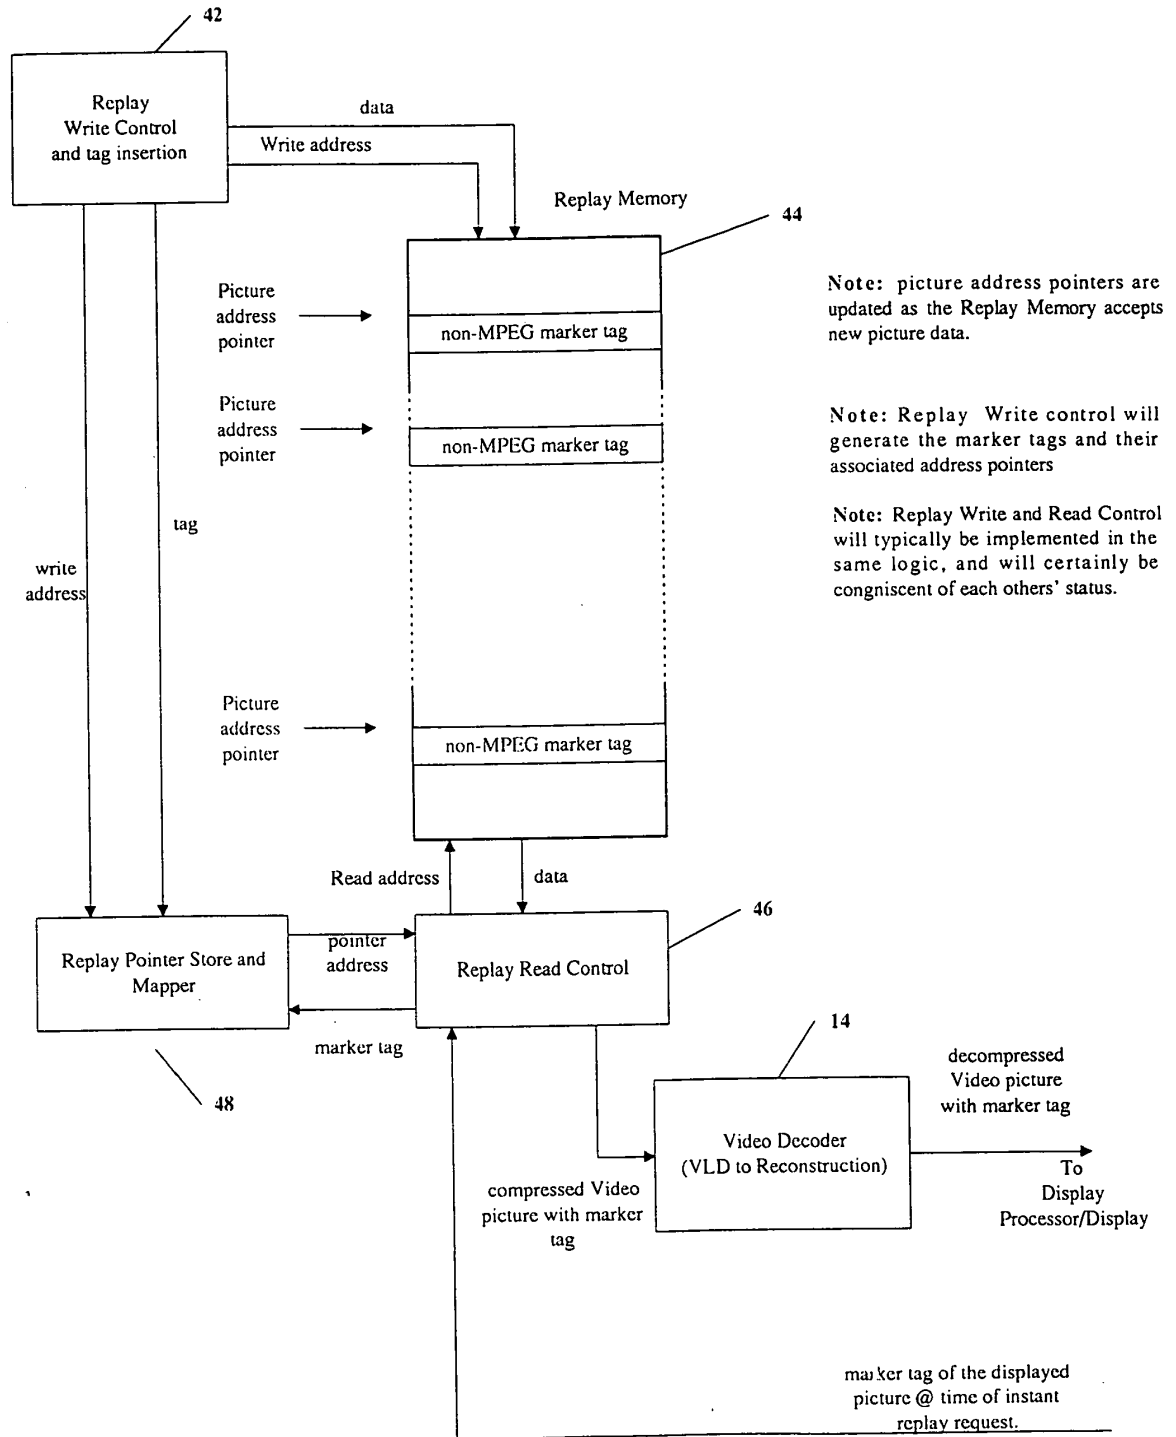 42
Replay
Write Control
and tag insertion
data
Write address
Replay Memory
44
Picture
address
pointer
non-MPEG marker tag
Note: picture address pointers are
updated as the Replay Memory accepts
new picture data.
Picture
address
pointer
non-MPEG marker tag
Note: Replay Write control will
generate the marker tags and their
associated address pointers
Note: Replay Write and Read Control
will typically be implemented in the
same logic, and will certainly be
congniscent of each others' status.
tag
write
address
Picture
address
pointer
non-MPEG marker tag
Read address
data
46
Replay Pointer Store and
Mapper
pointer
address
Replay Read Control
marker tag
48
14
decompressed
Video picture
with marker tag
Video Decoder
(VLD to Reconstruction)
To
Display
Processor/Display
compressed Video
picture with marker
tag
marker tag of the displayed
picture @ time of instant
replay request.